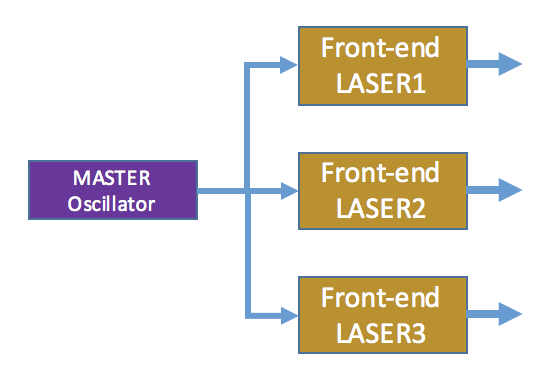 Front-end
LASER1
MASTER
Oscillator
Front-end
LASER2
Front-end
LASER3